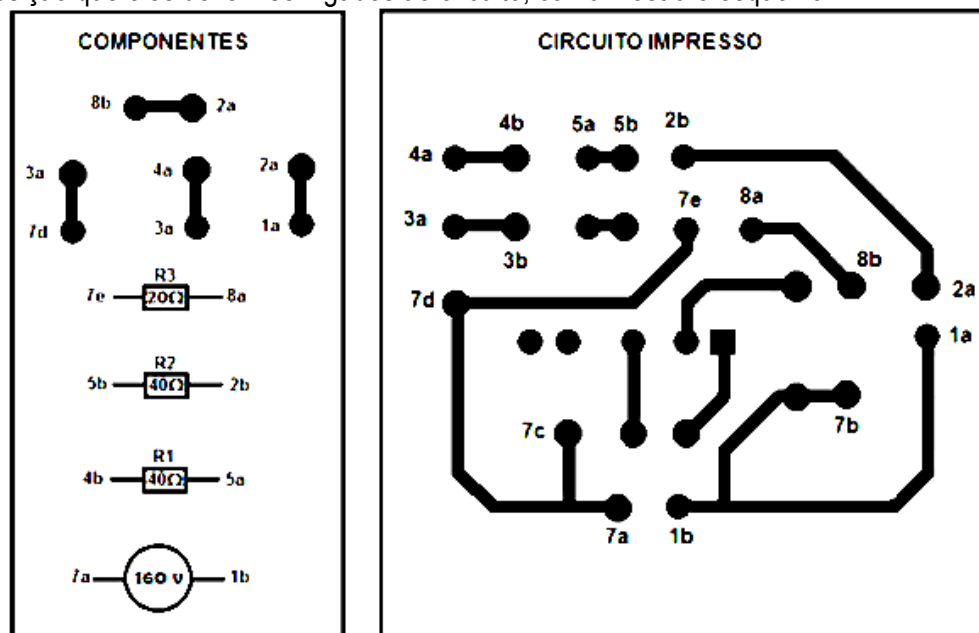 COMPONENTES
8b 2a
3a 4a 2a
7d 3a 1a
R3
7e 20Ω 8a
R2
5b 40Ω 2b
R1
4b 40Ω 5a
7a 160 v 1b
CIRCUITO IMPRESSO
4b 5a 5b 2b
4a
7e 8a
3a
3b 8b
7d 2a
1a
7c 7b
7a 1b